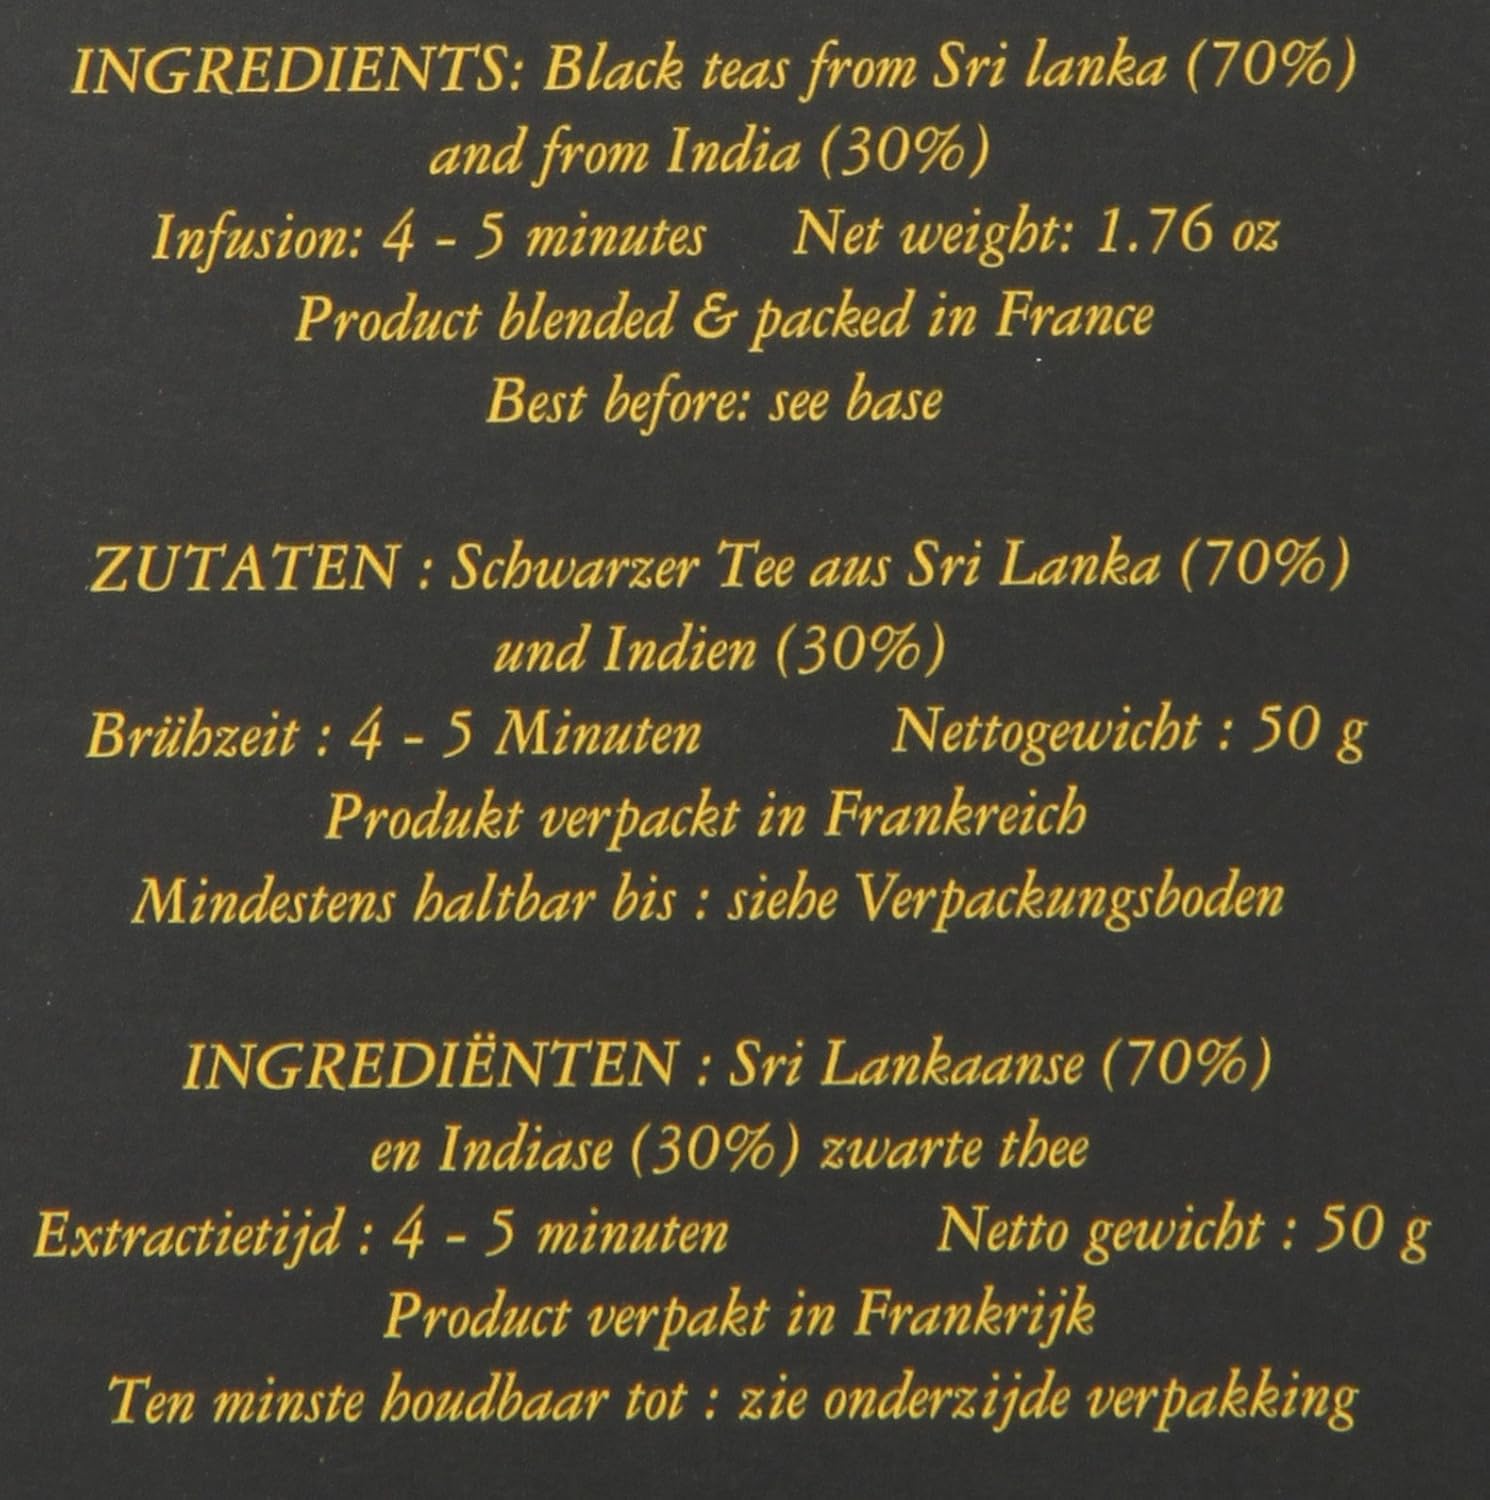 INGREDIENTS: Black teas from Sri lanka (70%)
and from India (30%)
Infusion: 4 - 5 minutes Net weight: 1.76 oz
Product blended & packed in France
Best before: see base
ZUTATEN : Schwarzer Tee aus Sri Lanka (70%)
und Indien (30%)
Brühzeit : 4 - 5 Minuten Nettogewicht : 50 g
Produkt verpackt in Frankreich
Mindestens haltbar bis : siehe Verpackungsboden
INGREDIËNTEN : Sri Lankaanse (70%)
en Indiase (30%) zwarte thee
Extractietijd : 4 - 5 minuten Netto gewicht : 50 g
Product verpakt in Frankrijk
Ten minste houdbaar tot : zie onderzijde verpakking